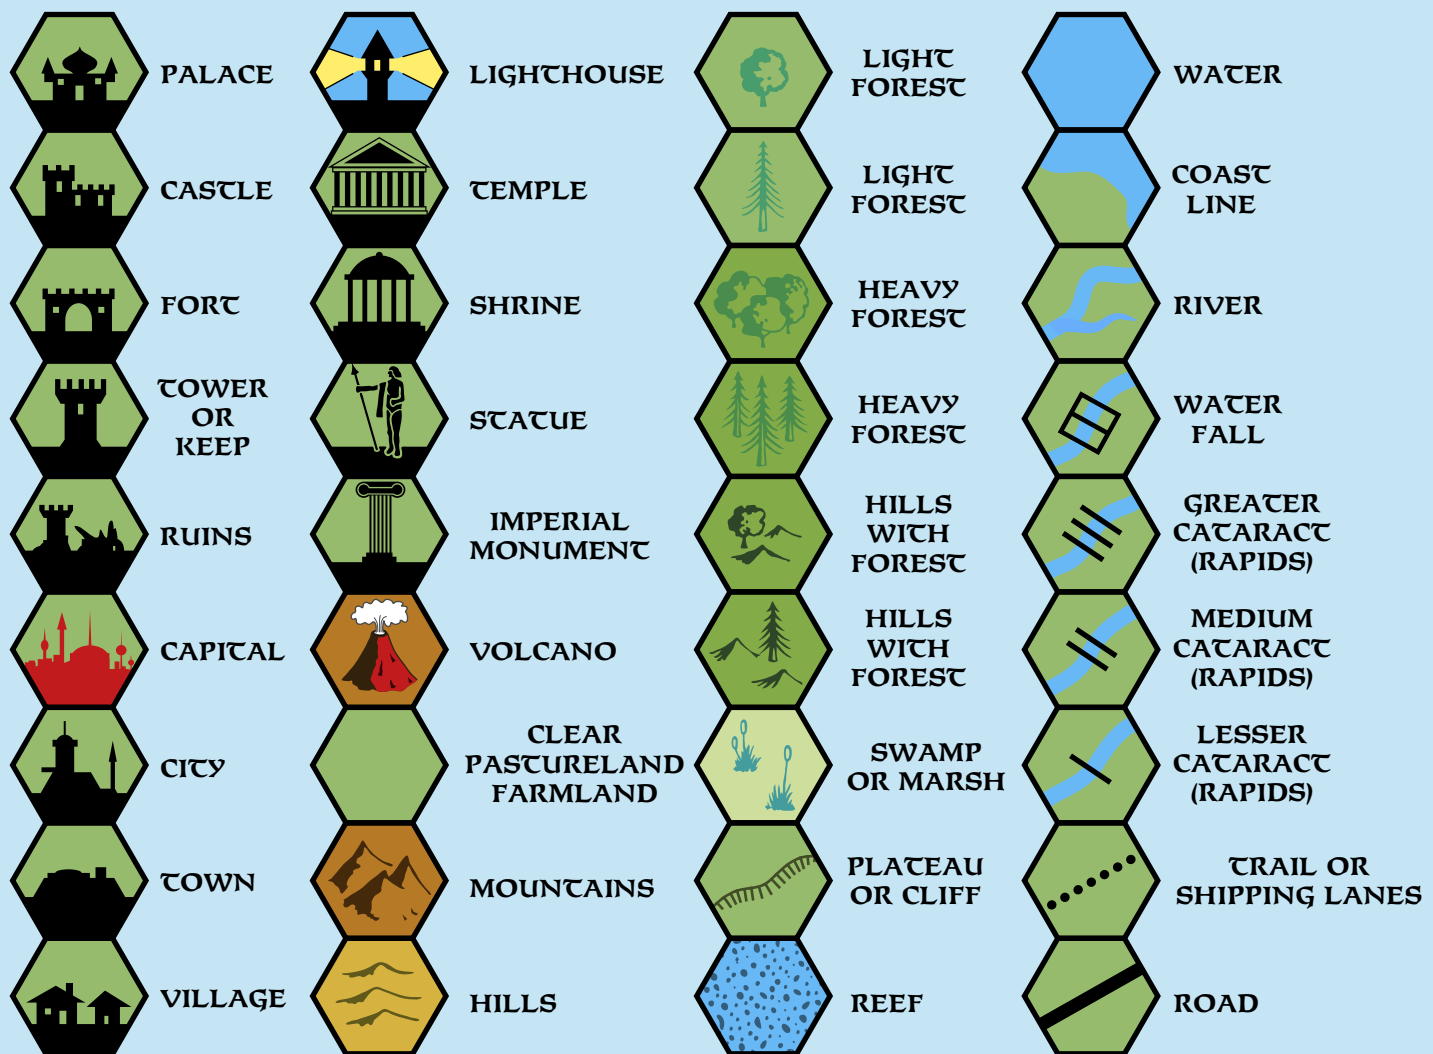 PALACE
CASTLE
FORT
TOWER
OR
KEEP
RUINS
CAPITAL
CITY
TOWN
VILLAGE
LIGHTHOUSE
TEMPLE
SHRINE
STATUE
IMPERIAL
MONUMENT
VOLCANO
CLEAR
PASTURELAND
FARMLAND
MOUNTAINS
HILLS
LIGHT
FOREST
LIGHT
FOREST
HEAVY
FOREST
HEAVY
FOREST
HILLS
WITH
FOREST
HILLS
WITH
FOREST
SWAMP
OR MARSH
PLATEAU
OR CLIFF
REEF
WATER
COAST
LINE
RIVER
WATER
FALL
GREATER
CATARACT
(RAPIDS)
MEDIUM
CATARACT
(RAPIDS)
LESSER
CATARACT
(RAPIDS)
TRAIL OR
SHIPPING LANES
ROAD